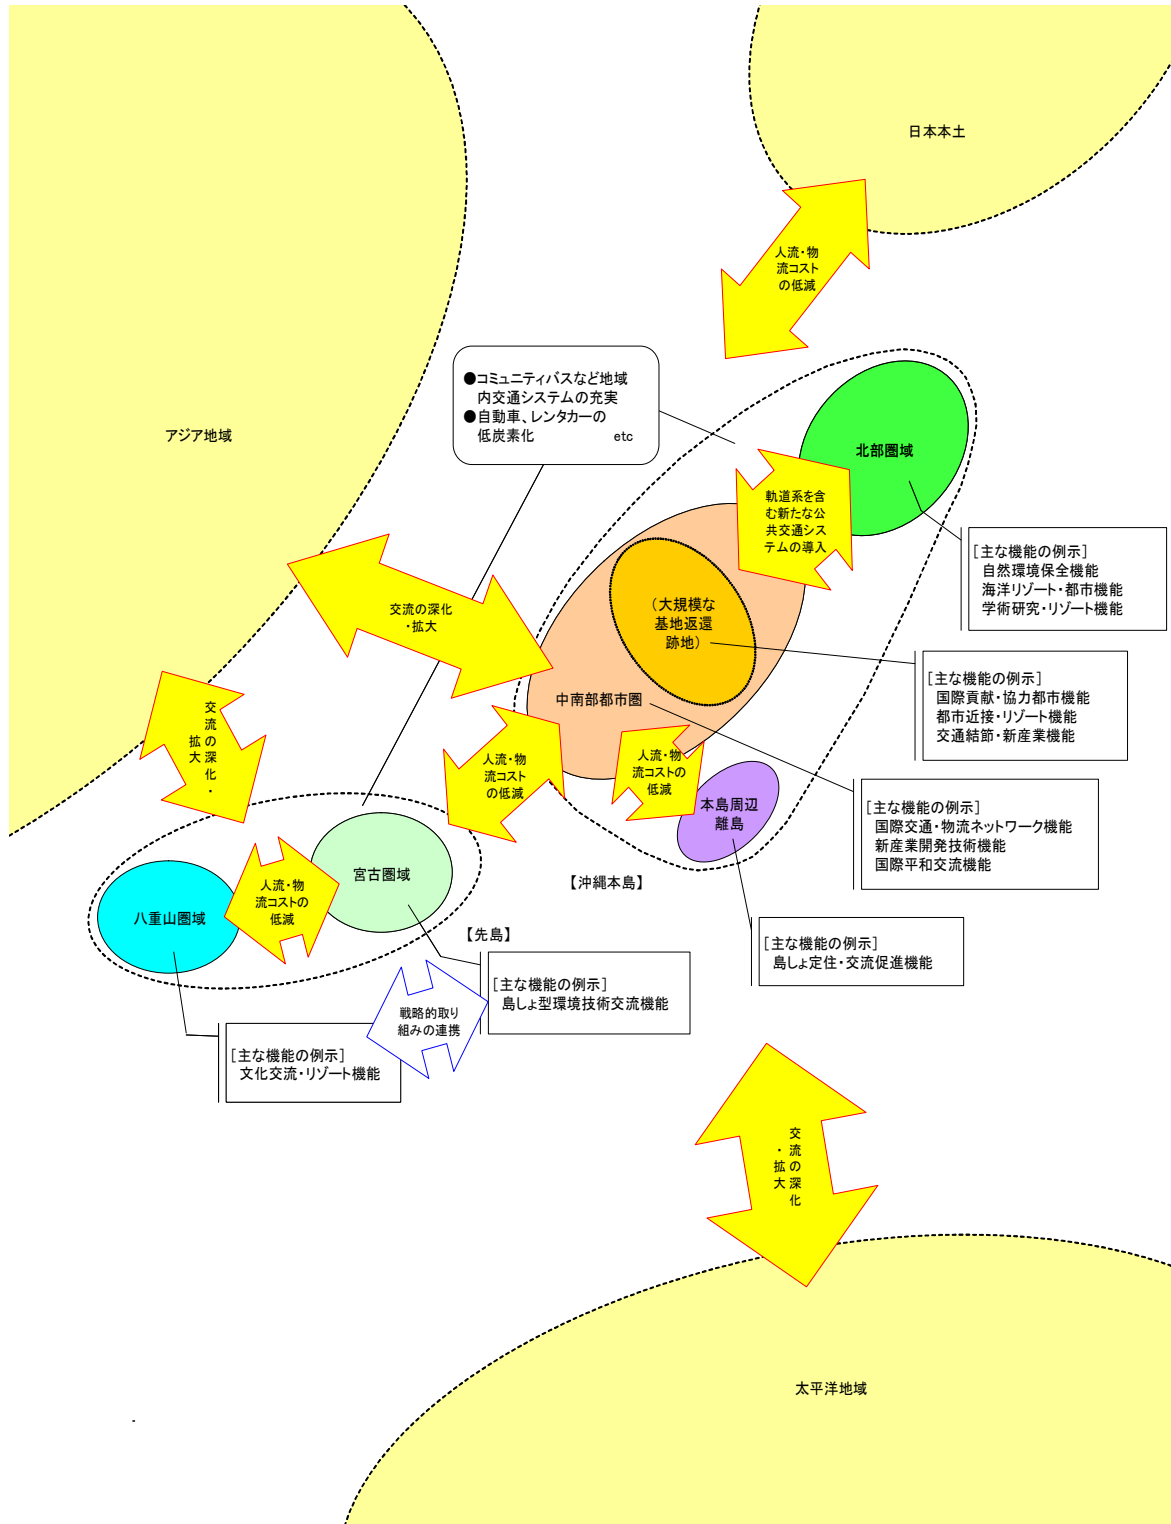 日本本土
人流・物
流コスト
の低減
●コミュニティバスなど地域
内交通システムの充実
●自動車、レンタカーの
低炭素化 etc
アジア地域
北部圏域
軌道系を含
む新たな公
共交通シス
テムの導入
[主な機能の例示]
自然環境保全機能
海洋リゾート・都市機能
学術研究・リゾート機能
交流の深化
・拡大
(大規模な
基地返還
跡地)
[主な機能の例示]
国際貢献・協力都市機能
都市近接・リゾート機能
交通結節・新産業機能
中南部都市圏
交流の深化・
拡大
人流・物
流コスト
の低減
人流・物
流コストの
低減
本島周辺
離島
[主な機能の例示]
国際交通・物流ネットワーク機能
新産業開発技術機能
国際平和交流機能
宮古圏域
人流・物
流コストの
低減
八重山圏域
【沖縄本島】
【先島】
[主な機能の例示]
島しょ定住・交流促進機能
[主な機能の例示]
島しょ型環境技術交流機能
戦略的取り
組みの連携
[主な機能の例示]
文化交流・リゾート機能
交流の深化
・拡大
太平洋地域